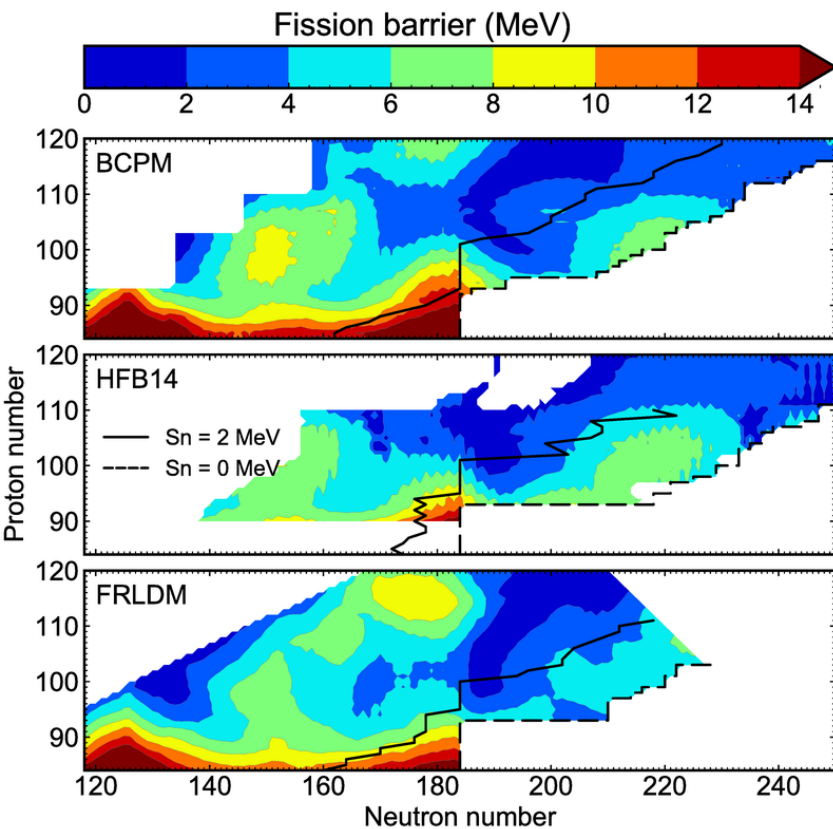 Fission barrier (MeV)
0 2 4 6 8 10 12 14
120
BCPM
110
100
90
120
HFB14
110
Sn = 2 MeV
100
Sn = 0 MeV
90
120
FRLDM
110
100
90
120 140 160 180 200 220 240
Proton number
Neutron number